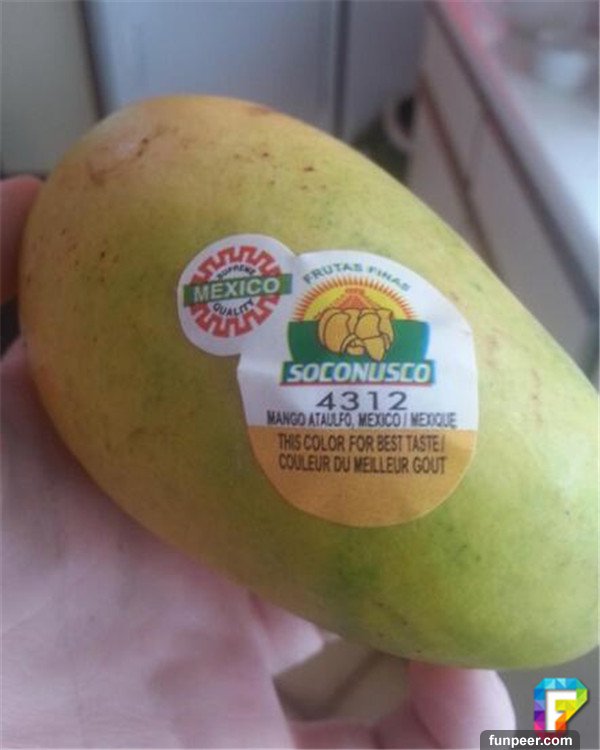 SUPREME
MEXICO
QUALITY
FRUTAS FINAS
SOCONUSCO
4312
MANGO ATAULFO, MEXICO / MEXIQUE
THIS COLOR FOR BEST TASTE /
COULEUR DU MEILLEUR GOUT
F
funpeer.com